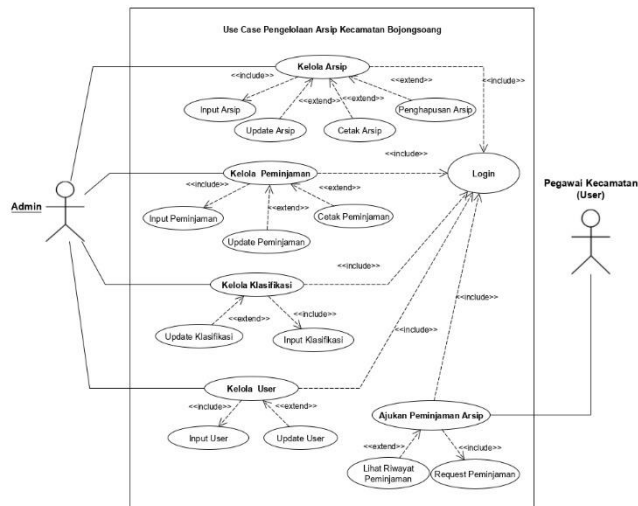 Use Case Pengelolaan Arsip Kecamatan Bojongsoang
Kelola Arsip
<<include>>
<<extend>>
<<include>>
<<extend>>
<<extend>>
Input Arsip
Penghapusan Arsip
Update Arsip
Cetak Arsip
<<include>>
Kelola Peminjaman
Login
Pegawai Kecamatan
(User)
<<include>>
<<extend>>
Admin
Input Peminjaman
<<extend>>
Cetak Peminjaman
Update Peminjaman
<<include>>
Kelola Klasifikasi
<<include>>
<<extend>>
<<include>>
<<include>>
Update Klasifikasi
Input Klasifikasi
Kelola User
<<include>>
<<extend>>
Ajukan Peminjaman Arsip
Input User
Update User
<<extend>>
<<include>>
Lihat Riwayat
Peminjaman
Request Peminjaman